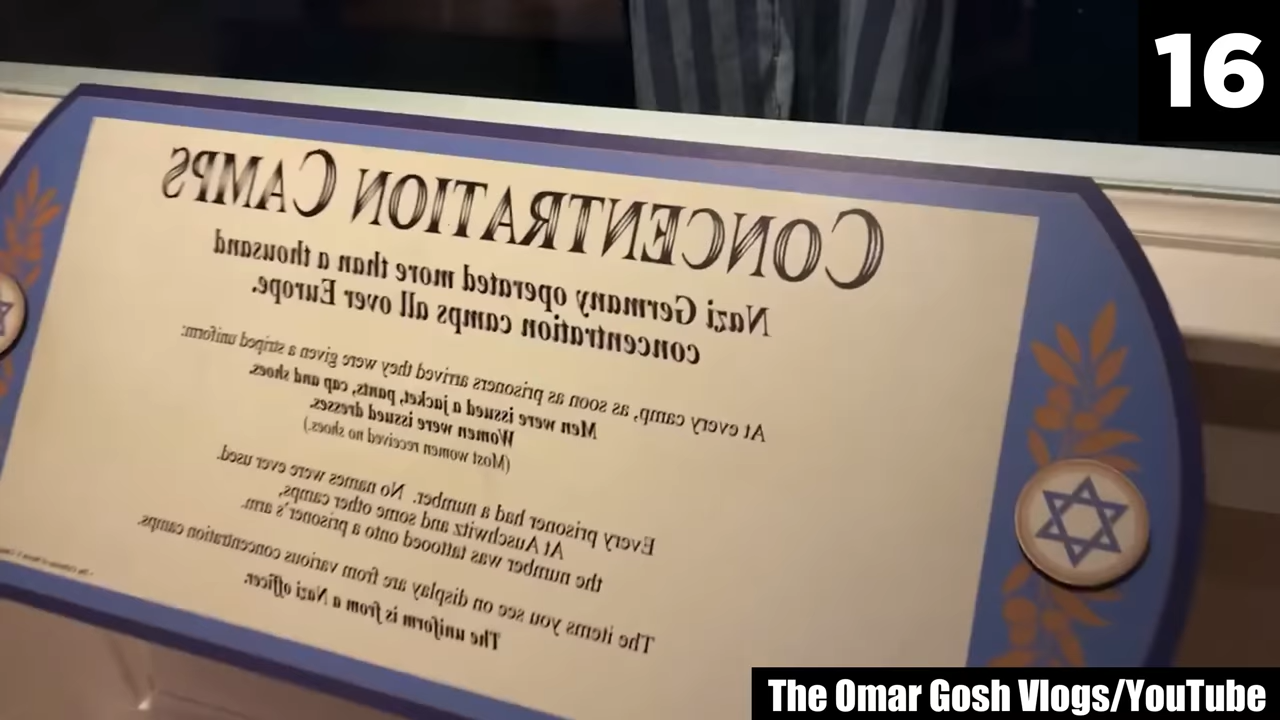 16
CONCENTRATION CAMPS
Nazi Germany operated more than a thousand
concentration camps all over Europe.
At every camp, as soon as prisoners arrived they were given a striped uniform:
Men were issued a jacket, pants, cap and shoes.
Women were issued dresses.
(Most women received no shoes.)
Every prisoner had a number. No names were ever used.
At Auschwitz and some other camps,
the number was tattooed onto a prisoner's arm.
The items you see on display are from various concentration camps.
The uniform is from a Nazi officer.
The Omar Gosh Vlogs/YouTube